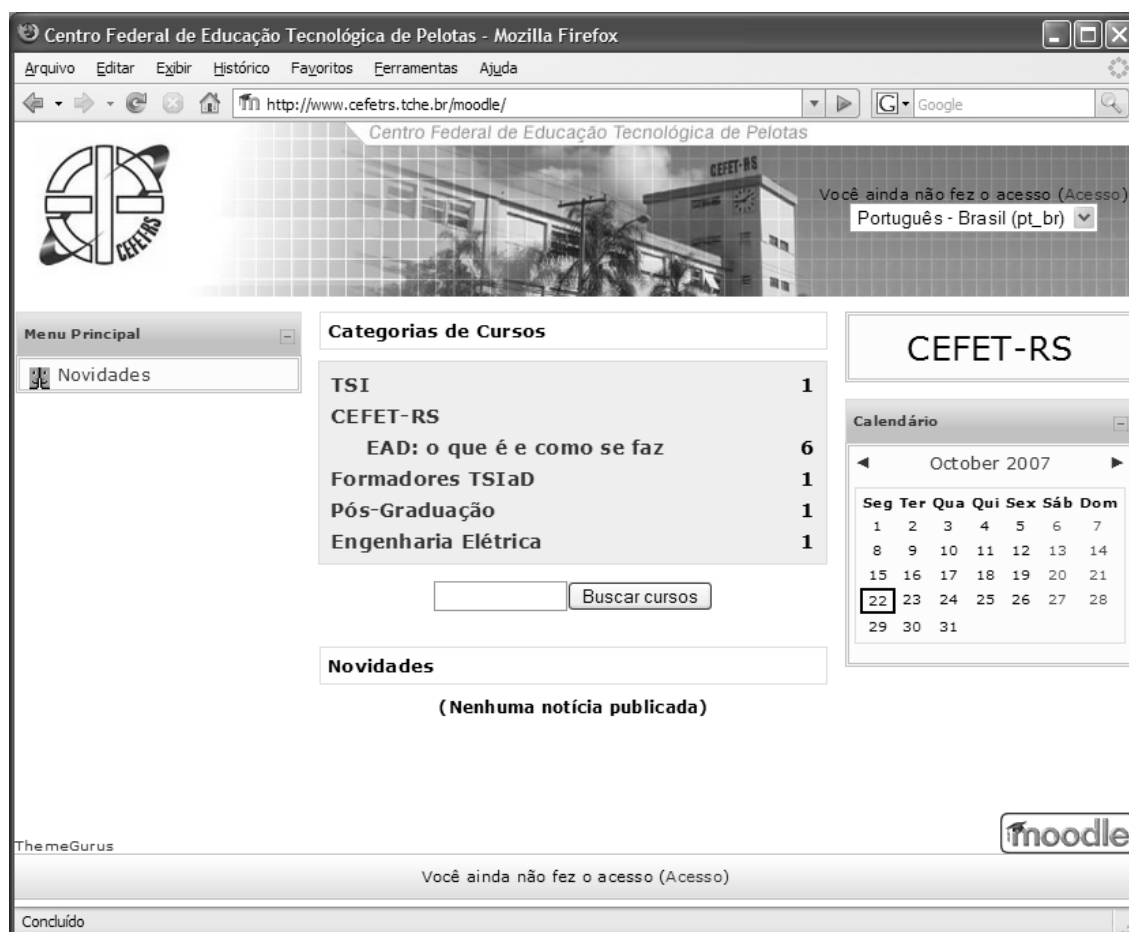 Centro Federal de Educação Tecnológica de Pelotas - Mozilla Firefox
Arquivo Editar Exibir Histórico Favoritos Ferramentas Ajuda
http://www.cefetrs.tche.br/moodle/ G Google
Centro Federal de Educação Tecnológica de Pelotas
CEFET-RS
CEFET-RS
Você ainda não fez o acesso (Acesso)
Português - Brasil (pt_br)
Menu Principal
Novidades
Categorias de Cursos
TSI 1
CEFET-RS
EAD: o que é e como se faz 6
Formadores TSIaD 1
Pós-Graduação 1
Engenharia Elétrica 1
Buscar cursos
Novidades
(Nenhuma notícia publicada)
CEFET-RS
Calendário
October 2007
Seg Ter Qua Qui Sex Sáb Dom
1 2 3 4 5 6 7
8 9 10 11 12 13 14
15 16 17 18 19 20 21
22 23 24 25 26 27 28
29 30 31
ThemeGurus
moodle
Você ainda não fez o acesso (Acesso)
Concluído